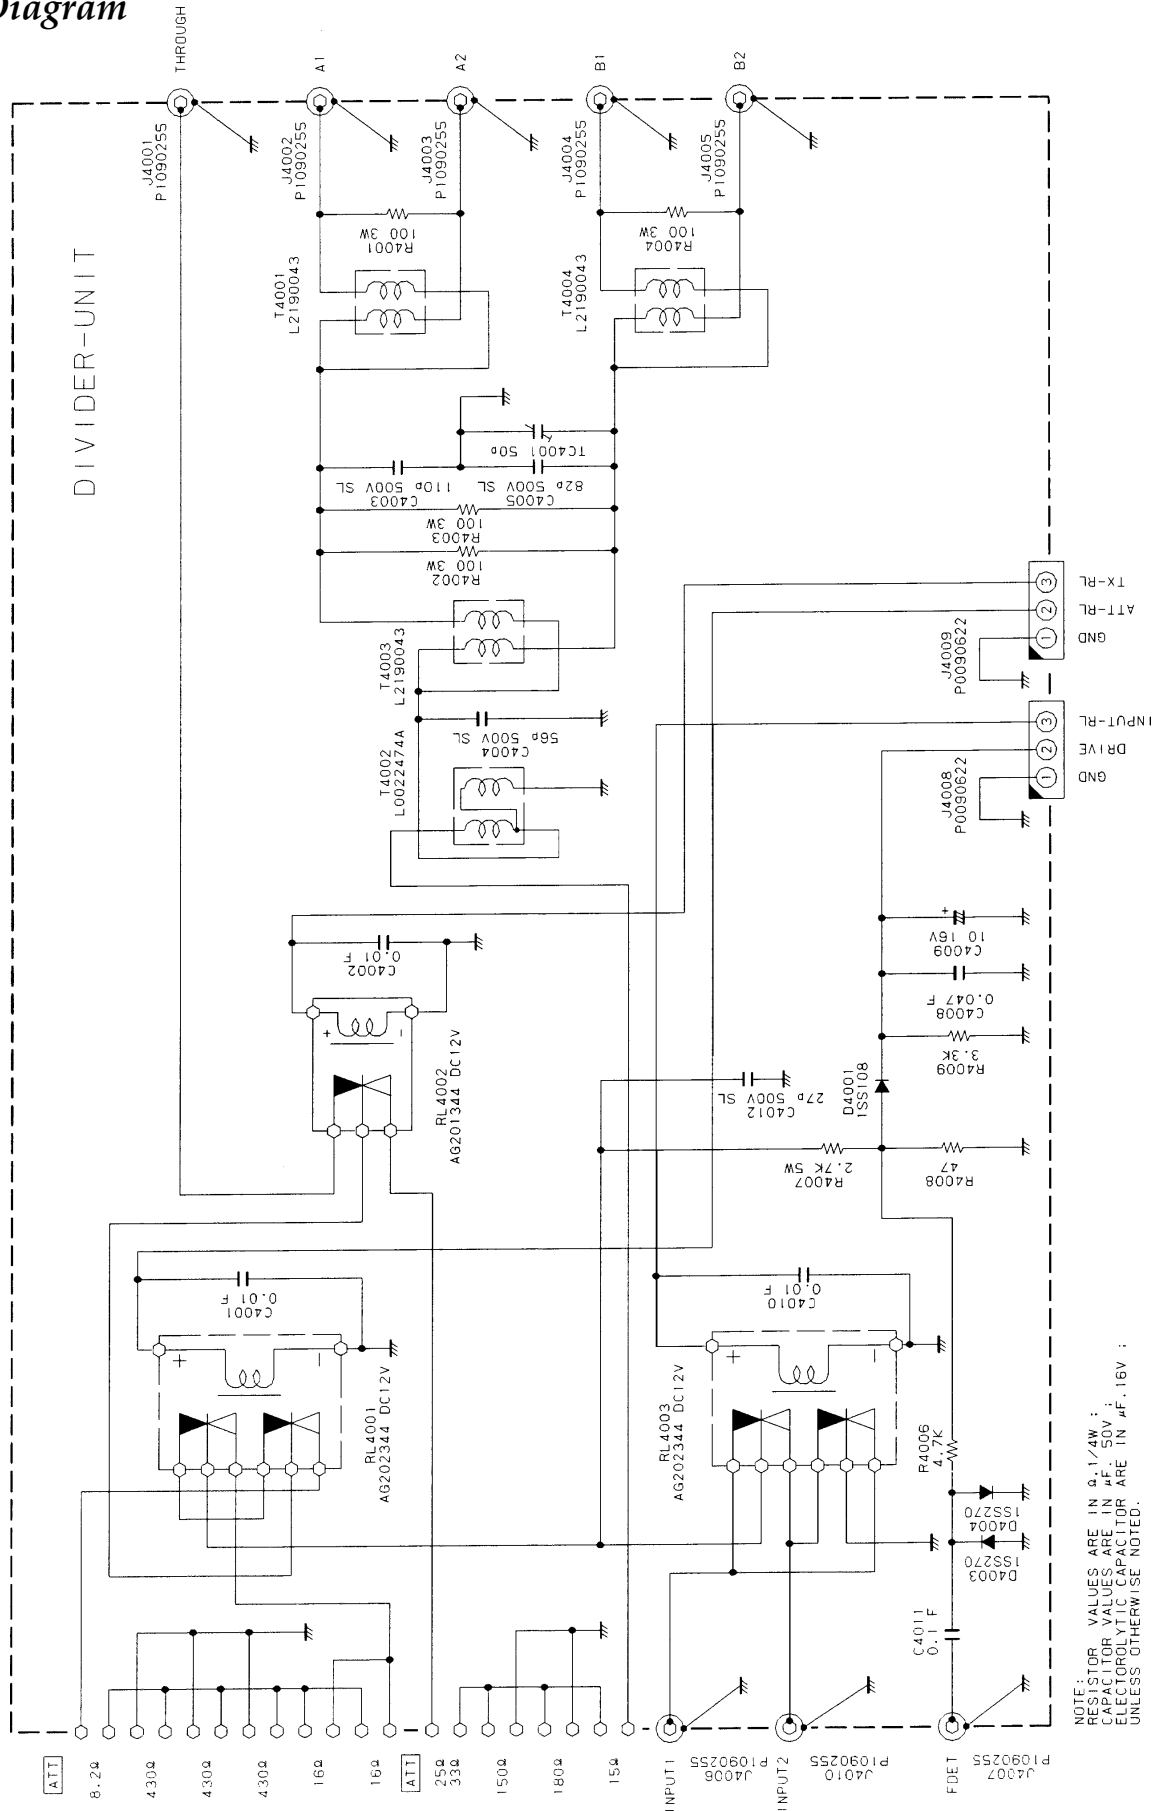 Diagram
THROUGH
A1
A2
B1
B2
J4001
P1090255
J4002
P1090255
J4003
P1090255
J4004
P1090255
J4005
P1090255
DIVIDER-UNIT
R4001
100 3W
R4004
100 3W
T4001
L2190043
T4004
L2190043
TC4001 50p
C4003
110p 500V SL
C4005
82p 500V SL
R4003
100 3W
R4002
100 3W
T4003
L2190043
C4004
56p 500V SL
T4002
L0022474A
J4009
P0090622
3
2
1
TX-RL
ATT-RL
GND
J4008
P0090622
3
2
1
INPUT-RL
DRIVE
GND
C4002
0.01 F
+
-
RL4002
AG201344 DC12V
+
C4009
10 16V
C4008
0.047 F
R4009
3.3K
D4001
1SS108
C4012
27p 500V SL
R4007
2.7K 5W
R4008
47
C4001
0.01 F
+
-
RL4001
AG202344 DC12V
C4010
0.01 F
+
-
RL4003
AG202344 DC12V
R4006
4.7K
D4004
1SS270
D4003
1SS270
C4011
0.1 F
ATT
8.2Ω
430Ω
430Ω
430Ω
16Ω
16Ω
ATT
25Ω
33Ω
150Ω
180Ω
15Ω
INPUT1
J4006
P1090255
INPUT2
J4010
P1090255
FDET
J4007
P1090255
NOTE:
RESISTOR VALUES ARE IN Ω,1/4W ;
CAPACITOR VALUES ARE IN µF. 50V ;
ELECTOROLYTIC CAPACITOR ARE IN µF.16V ;
UNLESS OTHERWISE NOTED.